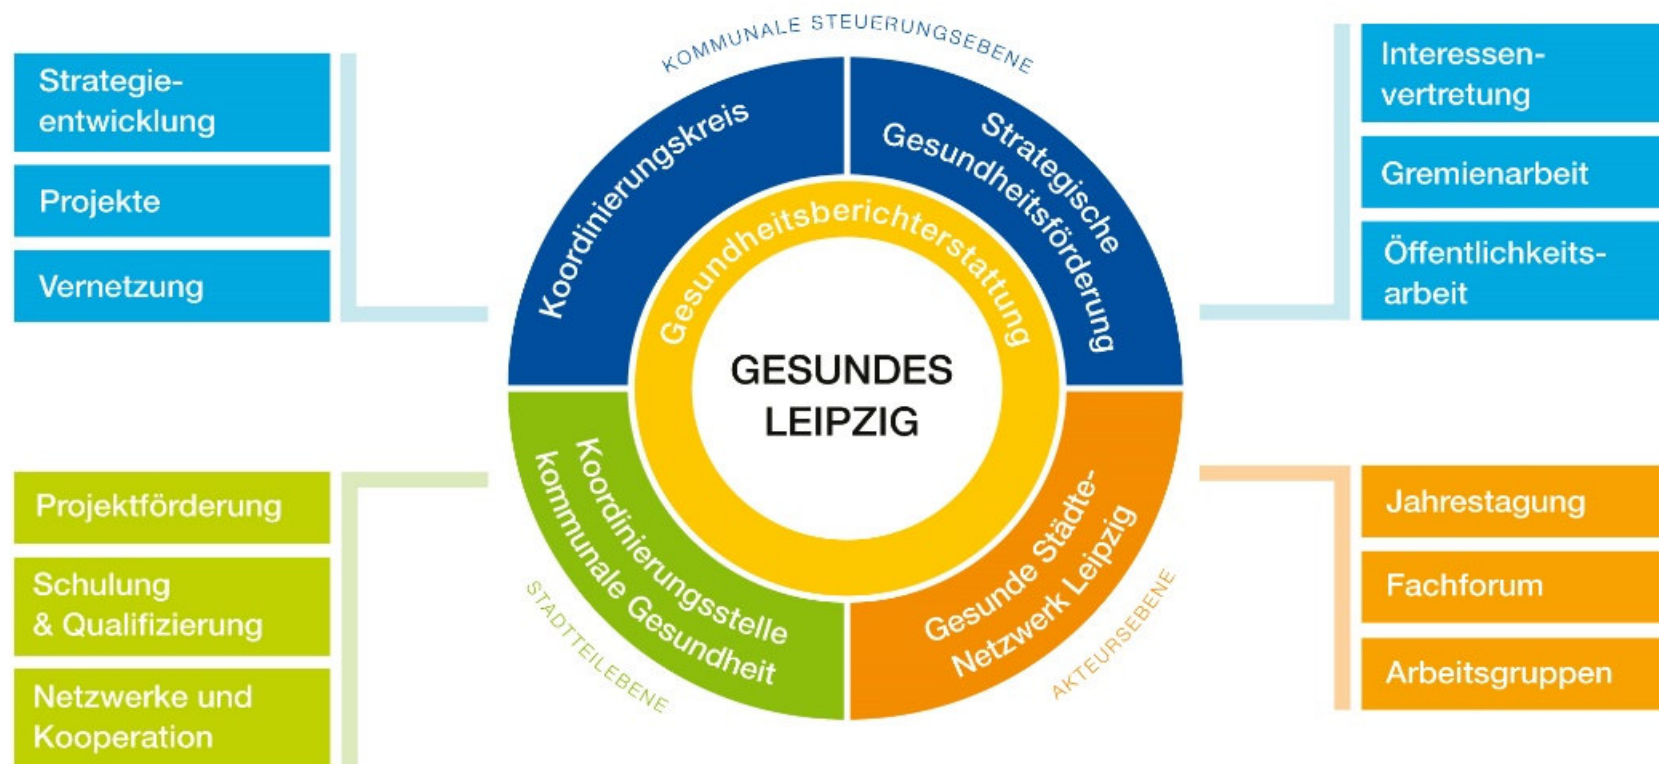 KOMMUNALE STEUERUNGSEBENE
Strategie-
entwicklung
Projekte
Vernetzung
Koordinierungskreis
Strategische
Gesundheitsförderung
Interessen-
vertretung
Gremienarbeit
Öffentlichkeits-
arbeit
Gesundheitsberichterstattung
GESUNDES
LEIPZIG
Projektförderung
Schulung
& Qualifizierung
Netzwerke und
Kooperation
Koordinierungsstelle
kommunale Gesundheit
STADTTEILEBENE
Gesunde Städte-
Netzwerk Leipzig
AKTEURSEBENE
Jahrestagung
Fachforum
Arbeitsgruppen